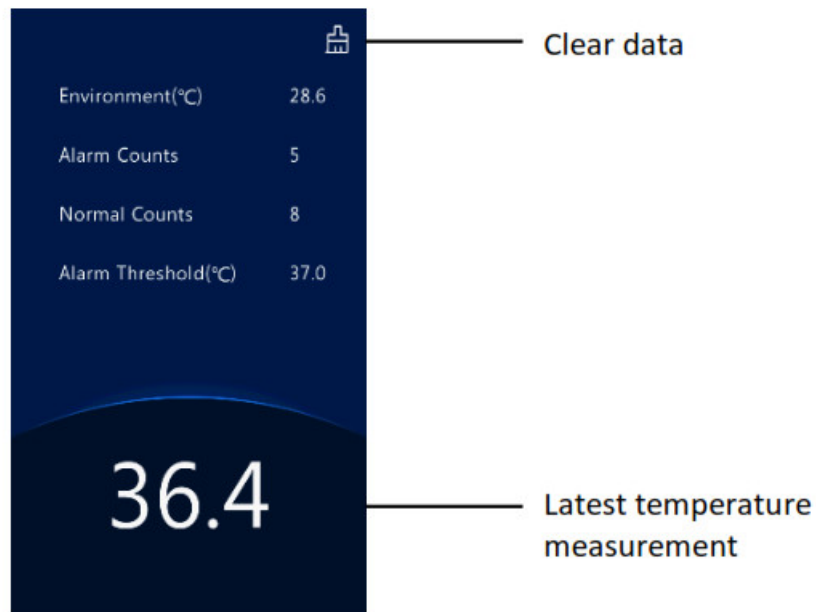 Clear data
Environment(℃) 28.6
Alarm Counts 5
Normal Counts 8
Alarm Threshold(℃) 37.0
36.4
Latest temperature
measurement